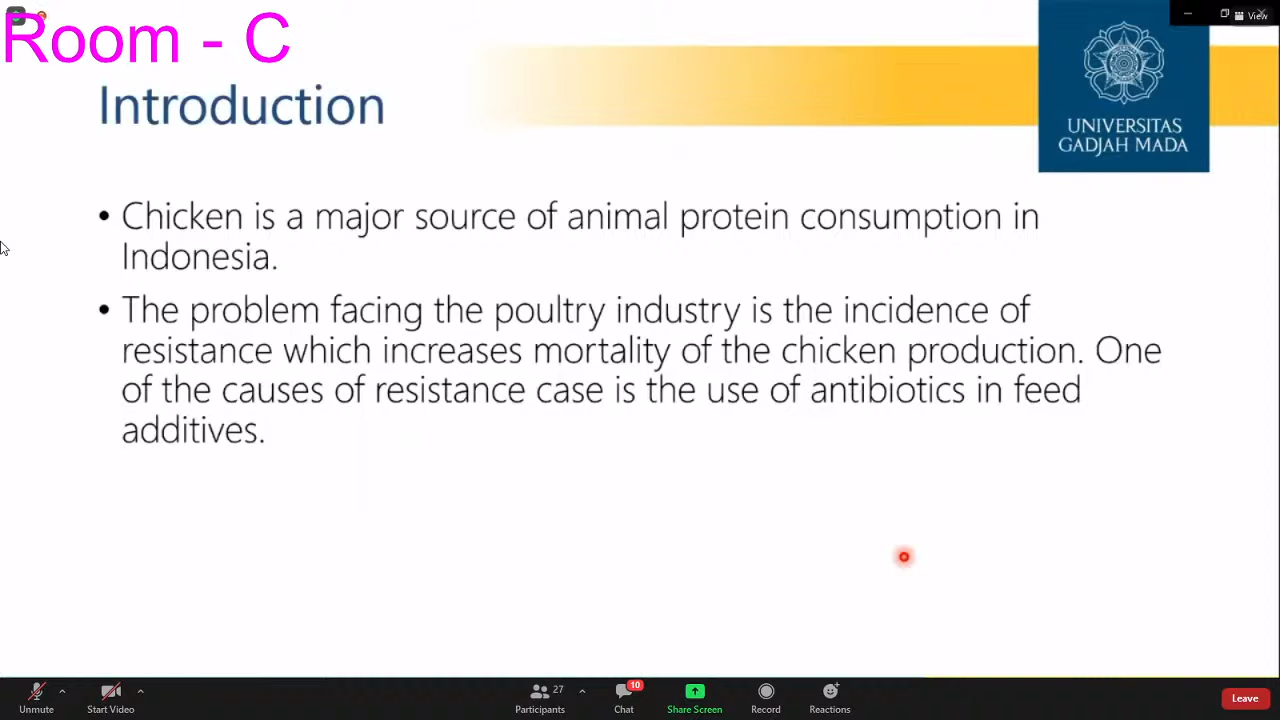 Room - C
View
Introduction
UNIVERSITAS
GADJAH MADA
• Chicken is a major source of animal protein consumption in
Indonesia.
• The problem facing the poultry industry is the incidence of
resistance which increases mortality of the chicken production. One
of the causes of resistance case is the use of antibiotics in feed
additives.
27
10
Unmute
Start Video
Participants
Chat
Share Screen
Record
Reactions
Leave